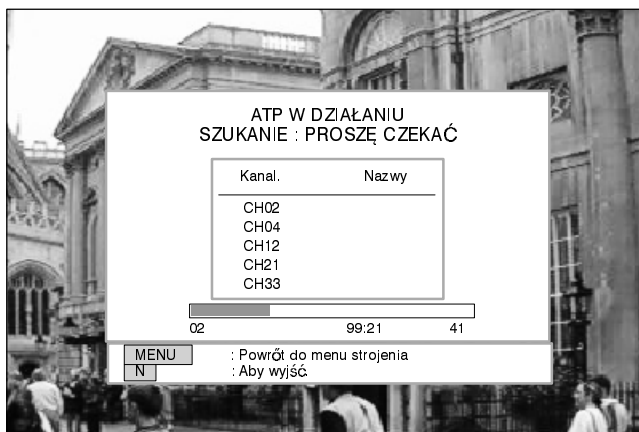 ATP W DZIAŁANIU
SZUKANIE : PROSZĘ CZEKAĆ
Kanal. Nazwy
CH02
CH04
CH12
CH21
CH33
02 99:21 41
MENU : Powrót do menu strojenia
N : Aby wyjść.